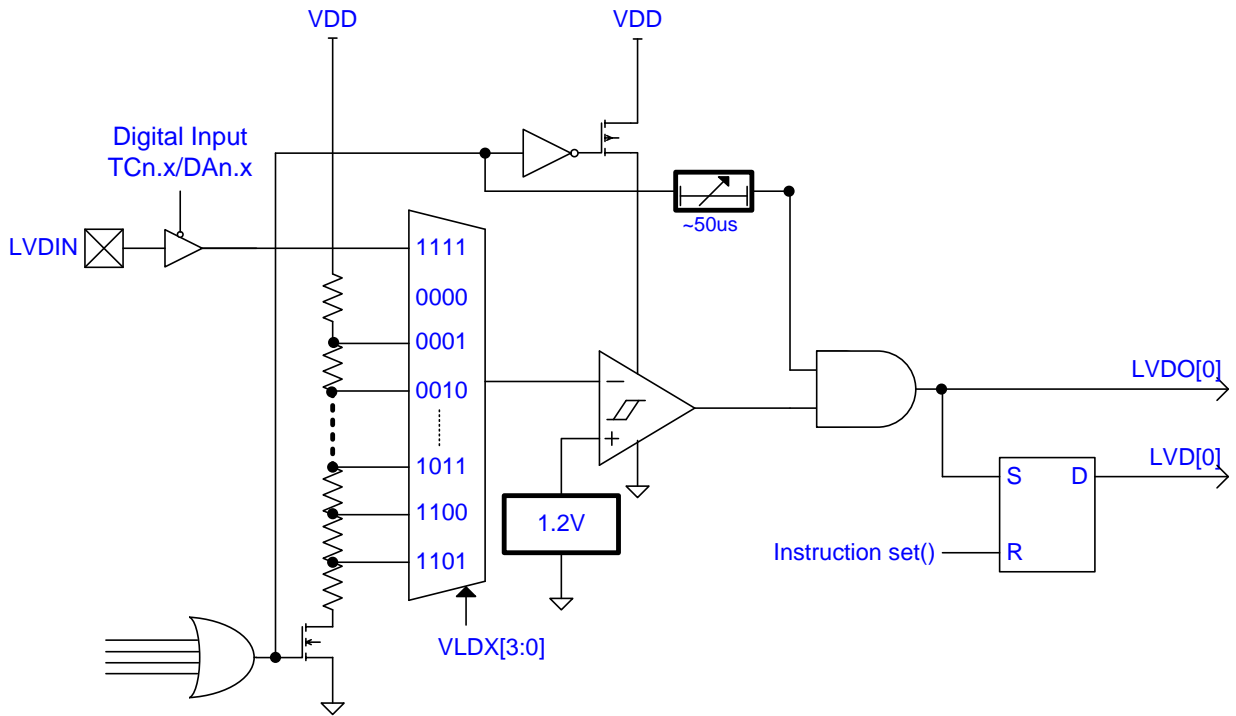 VDD
VDD
Digital Input
TCn.x/DAn.x
LVDIN
1111
0000
0001
0010
1011
1100
1101
VLDX[3:0]
~50us
−
+
1.2V
LVDO[0]
S D
LVD[0]
Instruction set()
R